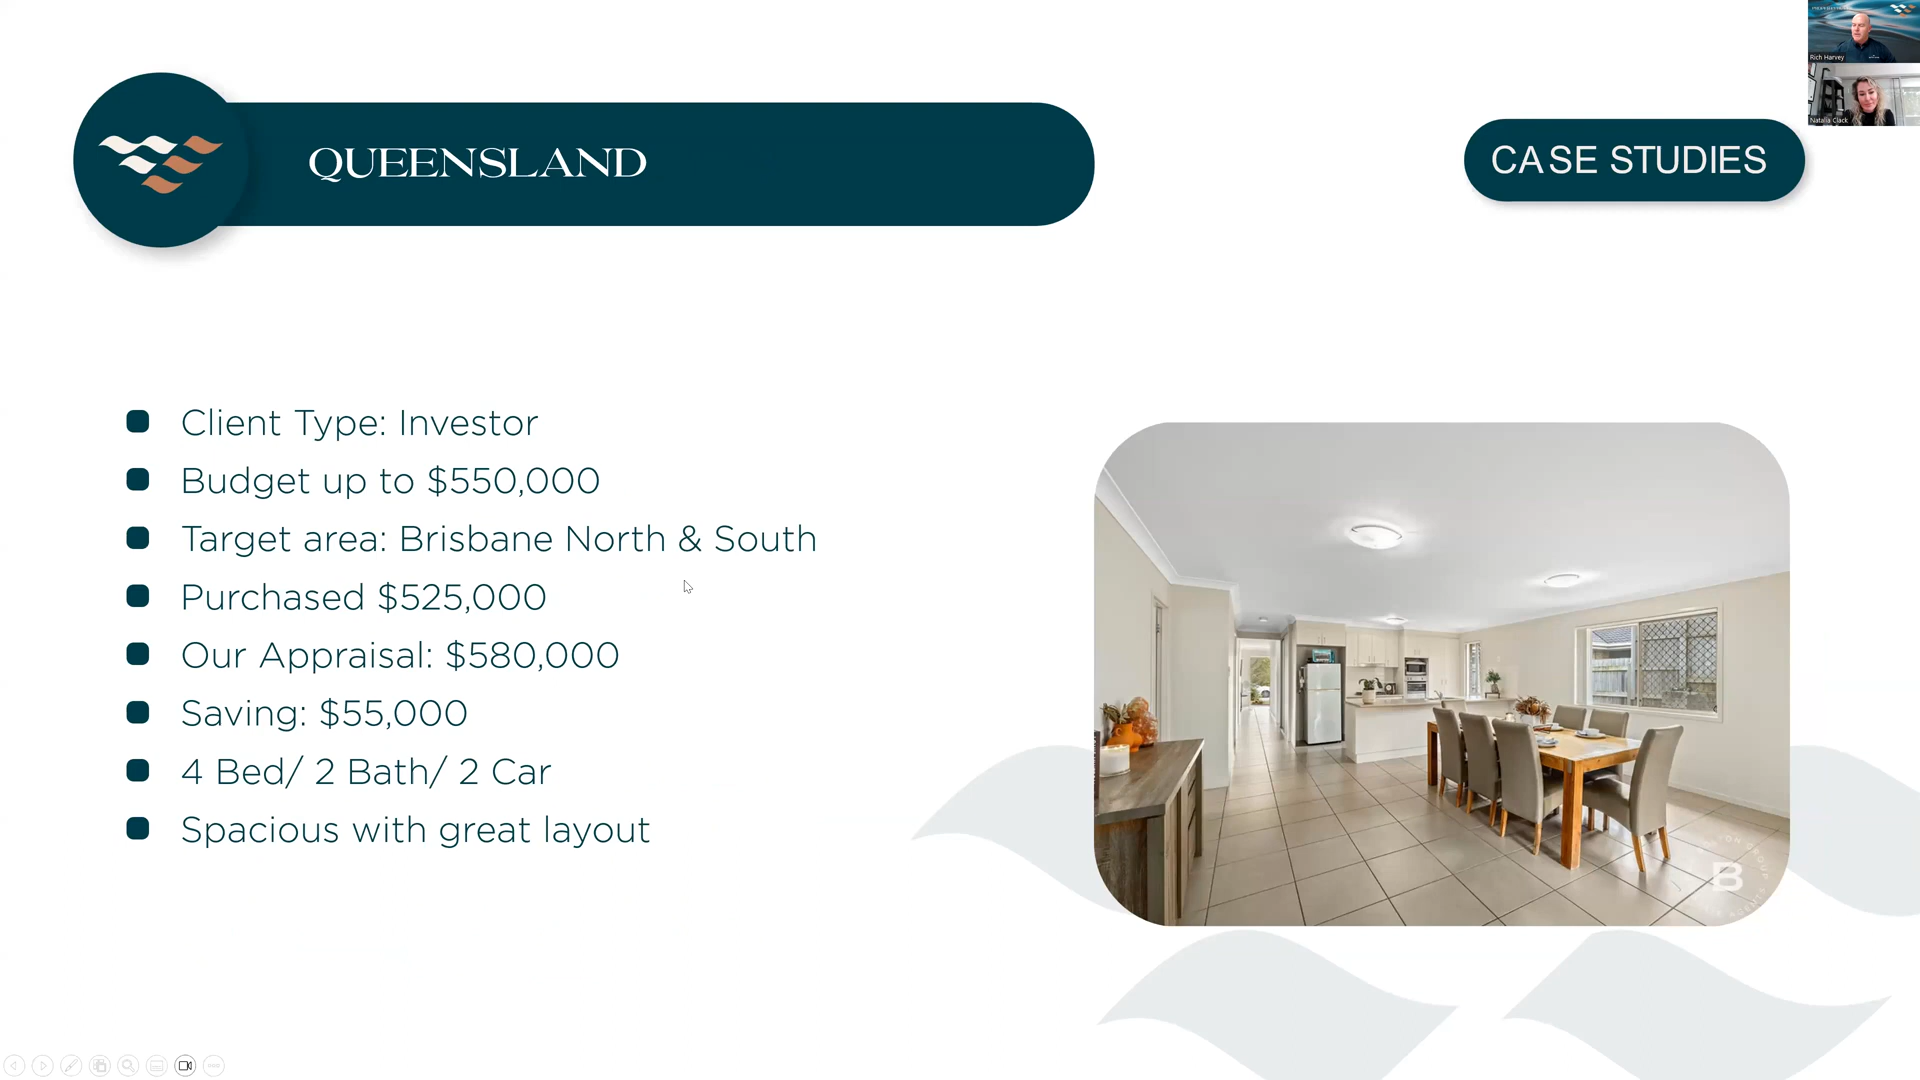 Rich Harvey
Natalia Clack
QUEENSLAND
CASE STUDIES
Client Type: Investor
Budget up to $550,000
Target area: Brisbane North & South
Purchased $525,000
Our Appraisal: $580,000
Saving: $55,000
4 Bed/ 2 Bath/ 2 Car
Spacious with great layout
B